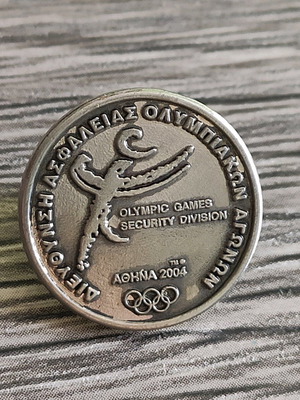 ΔΙΕΥΘΥΝΣΗ ΑΣΦΑΛΕΙΑΣ ΟΛΥΜΠΙΑΚΩΝ ΑΓΩΝΩΝ
OLYMPIC GAMES
SECURITY DIVISION
TM ©
ΑΘΗΝΑ 2004